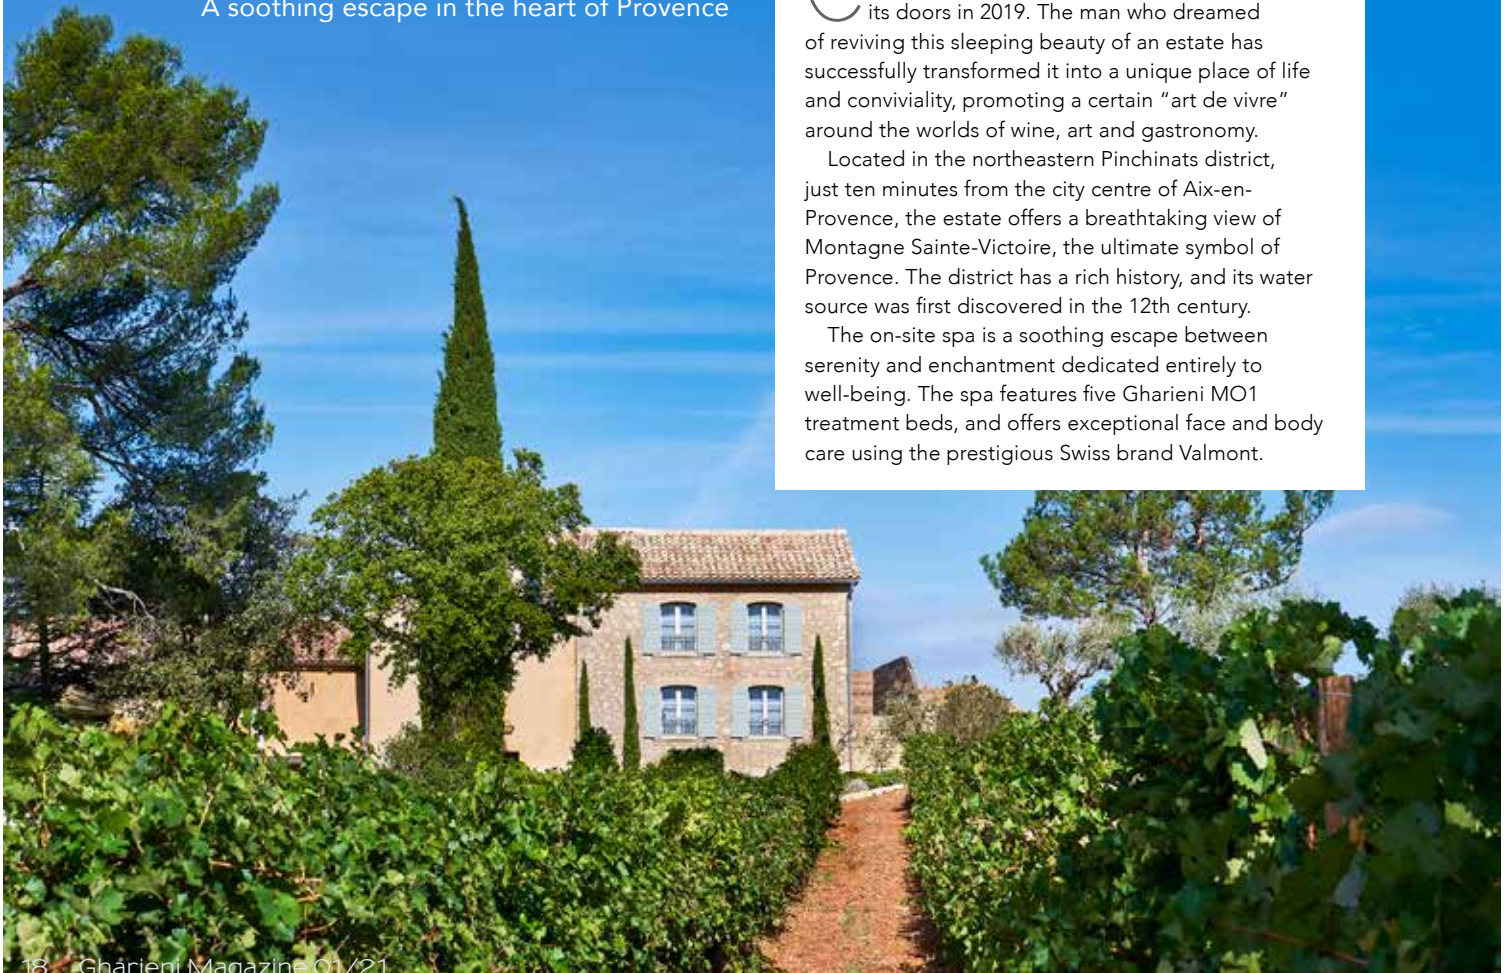 A soothing escape in the heart of Provence
its doors in 2019. The man who dreamed
of reviving this sleeping beauty of an estate has
successfully transformed it into a unique place of life
and conviviality, promoting a certain “art de vivre”
around the worlds of wine, art and gastronomy.
Located in the northeastern Pinchinats district,
just ten minutes from the city centre of Aix-en-
Provence, the estate offers a breathtaking view of
Montagne Sainte-Victoire, the ultimate symbol of
Provence. The district has a rich history, and its water
source was first discovered in the 12th century.
The on-site spa is a soothing escape between
serenity and enchantment dedicated entirely to
well-being. The spa features five Gharieni MO1
treatment beds, and offers exceptional face and body
care using the prestigious Swiss brand Valmont.
18 Gharieni Magazine 01/21